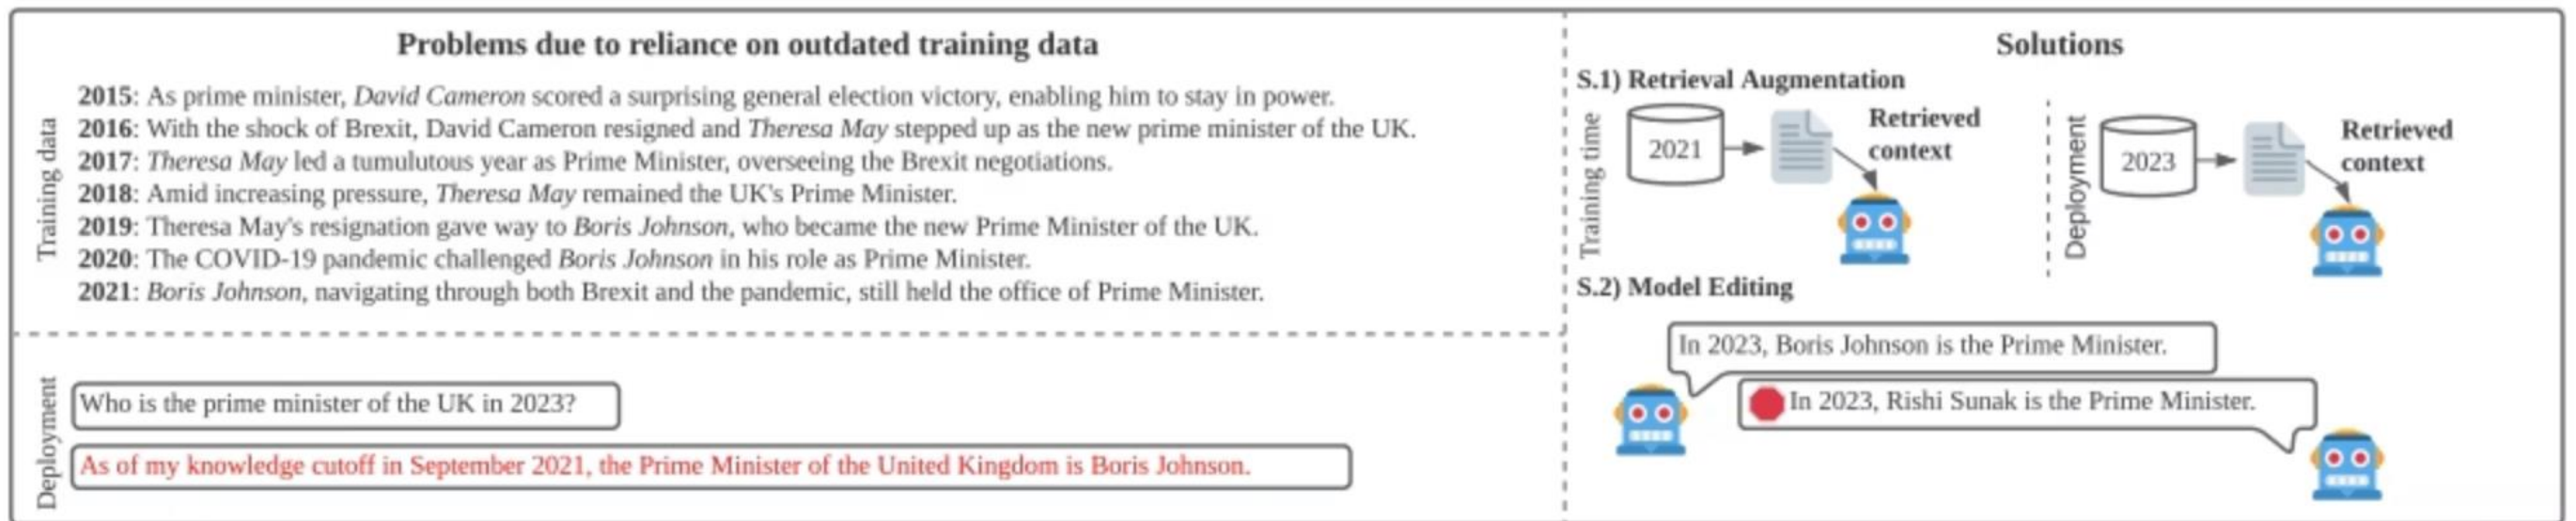 Problems due to reliance on outdated training data
Training data
2015: As prime minister, David Cameron scored a surprising general election victory, enabling him to stay in power.
2016: With the shock of Brexit, David Cameron resigned and Theresa May stepped up as the new prime minister of the UK.
2017: Theresa May led a tumulutous year as Prime Minister, overseeing the Brexit negotiations.
2018: Amid increasing pressure, Theresa May remained the UK's Prime Minister.
2019: Theresa May's resignation gave way to Boris Johnson, who became the new Prime Minister of the UK.
2020: The COVID-19 pandemic challenged Boris Johnson in his role as Prime Minister.
2021: Boris Johnson, navigating through both Brexit and the pandemic, still held the office of Prime Minister.
Deployment
Who is the prime minister of the UK in 2023?
As of my knowledge cutoff in September 2021, the Prime Minister of the United Kingdom is Boris Johnson.
Solutions
S.1) Retrieval Augmentation
Training time
2021
Retrieved
context
Deployment
2023
Retrieved
context
S.2) Model Editing
In 2023, Boris Johnson is the Prime Minister.
In 2023, Rishi Sunak is the Prime Minister.